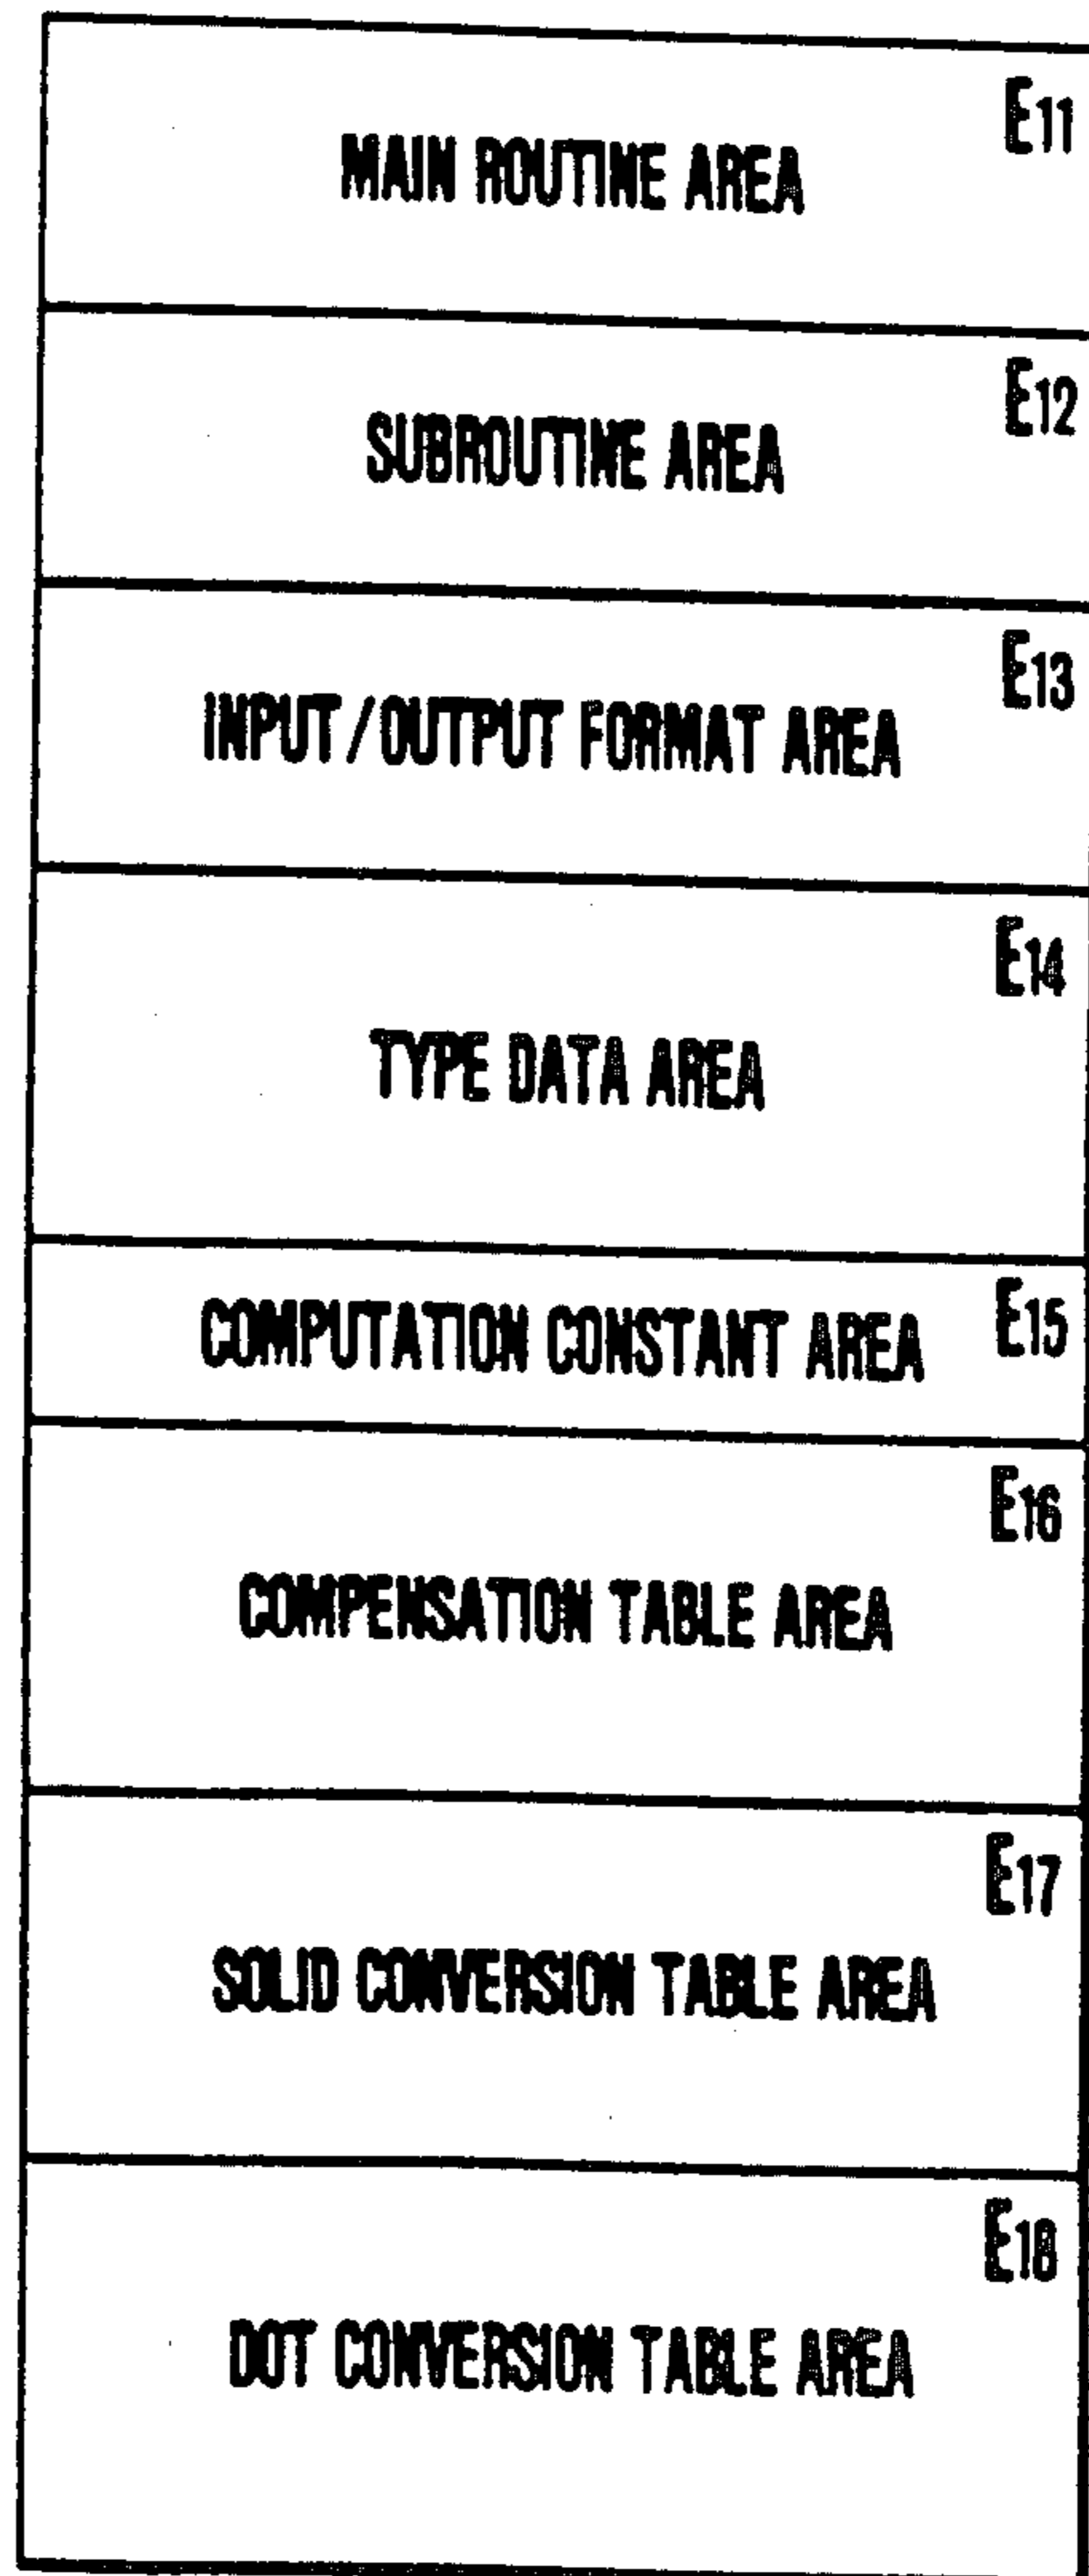 E11
MAIN ROUTINE AREA
E12
SUBROUTINE AREA
E13
INPUT/OUTPUT FORMAT AREA
E14
TYPE DATA AREA
E15
COMPUTATION CONSTANT AREA
E16
COMPENSATION TABLE AREA
E17
SOLID CONVERSION TABLE AREA
E18
DOT CONVERSION TABLE AREA